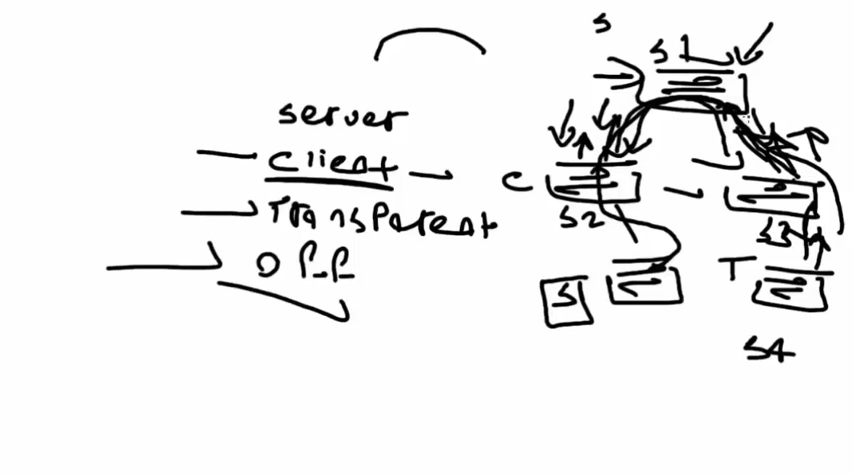 S
S1
server
client
C
Transparent
S2
off
S3
T
S
S4